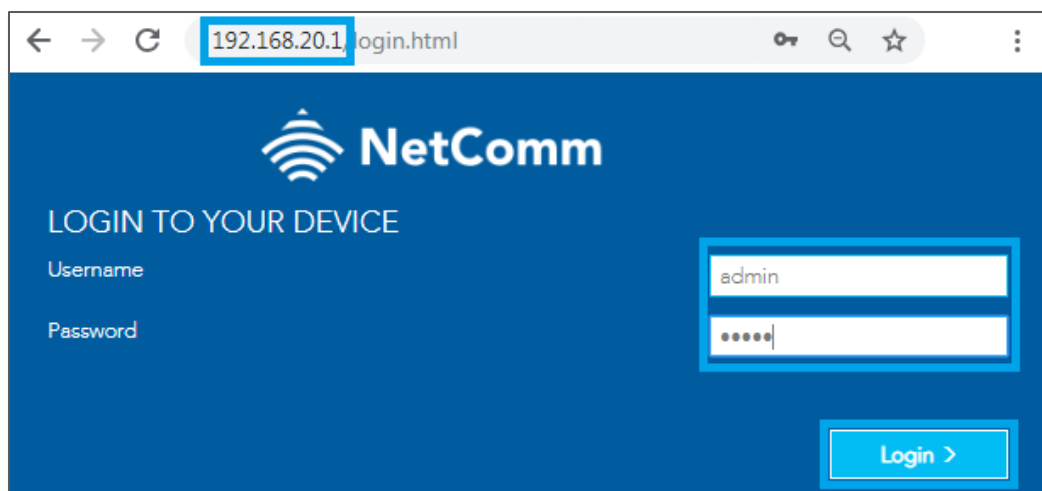 192.168.20.1/login.html
NetComm
LOGIN TO YOUR DEVICE
Username
admin
Password
•••••
Login >